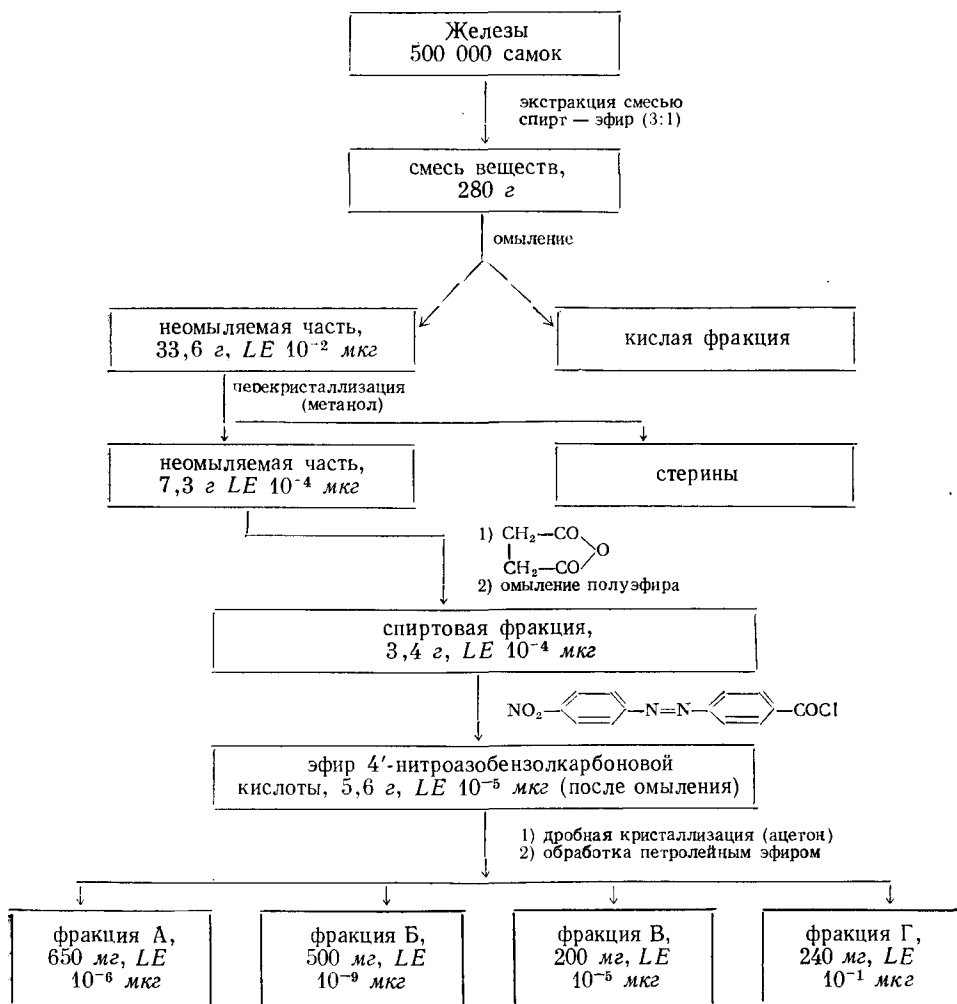 Железы
500 000 самок
экстракция смесью
спирт — эфир (3:1)
смесь веществ,
280 г
омыление
неомыляемая часть,
33,6 г, LE 10⁻² мкг
кислая фракция
перекристаллизация
(метанол)
неомыляемая часть,
7,3 г LE 10⁻⁴ мкг
стерины
1) CH₂—CO
O
CH₂—CO
2) омыление полуэфира
спиртовая фракция,
3,4 г, LE 10⁻⁴ мкг
NO₂— —N=N— —COCl
эфир 4′-нитроазобензолкарбоновой
кислоты, 5,6 г, LE 10⁻⁵ мкг (после омыления)
1) дробная кристаллизация (ацетон)
2) обработка петролейным эфиром
фракция А,
650 мг, LE
10⁻⁶ мкг
фракция Б,
500 мг, LE
10⁻⁹ мкг
фракция В,
200 мг, LE
10⁻⁵ мкг
фракция Г,
240 мг, LE
10⁻¹ мкг